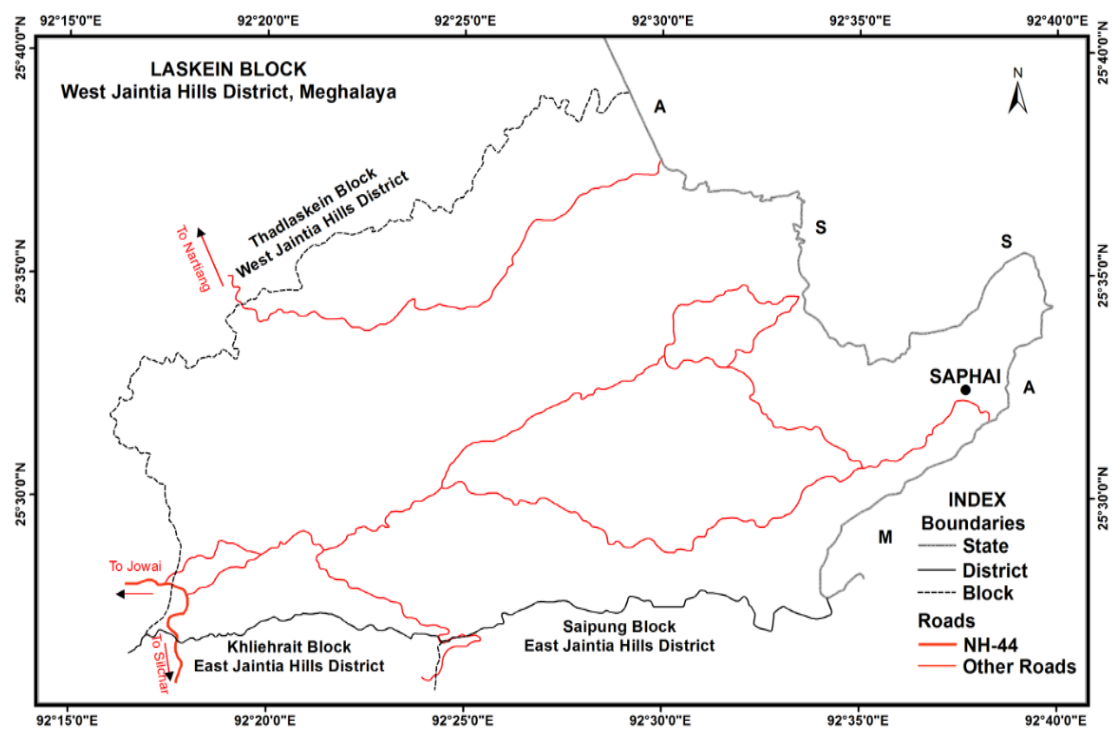 92°15'0"E 92°20'0"E 92°25'0"E 92°30'0"E 92°35'0"E 92°40'0"E
25°40'0"N
25°40'0"N
LASKEIN BLOCK
West Jaintia Hills District, Meghalaya
N
A
Thadlaskein Block
West Jaintia Hills District
To Nartiang
S
S
25°35'0"N
25°35'0"N
SAPHAI
A
25°30'0"N
25°30'0"N
M
To Jowai
To Silchar
Khliehrait Block
East Jaintia Hills District
Saipung Block
East Jaintia Hills District
INDEX
Boundaries
State
District
Block
Roads
NH-44
Other Roads
92°15'0"E 92°20'0"E 92°25'0"E 92°30'0"E 92°35'0"E 92°40'0"E